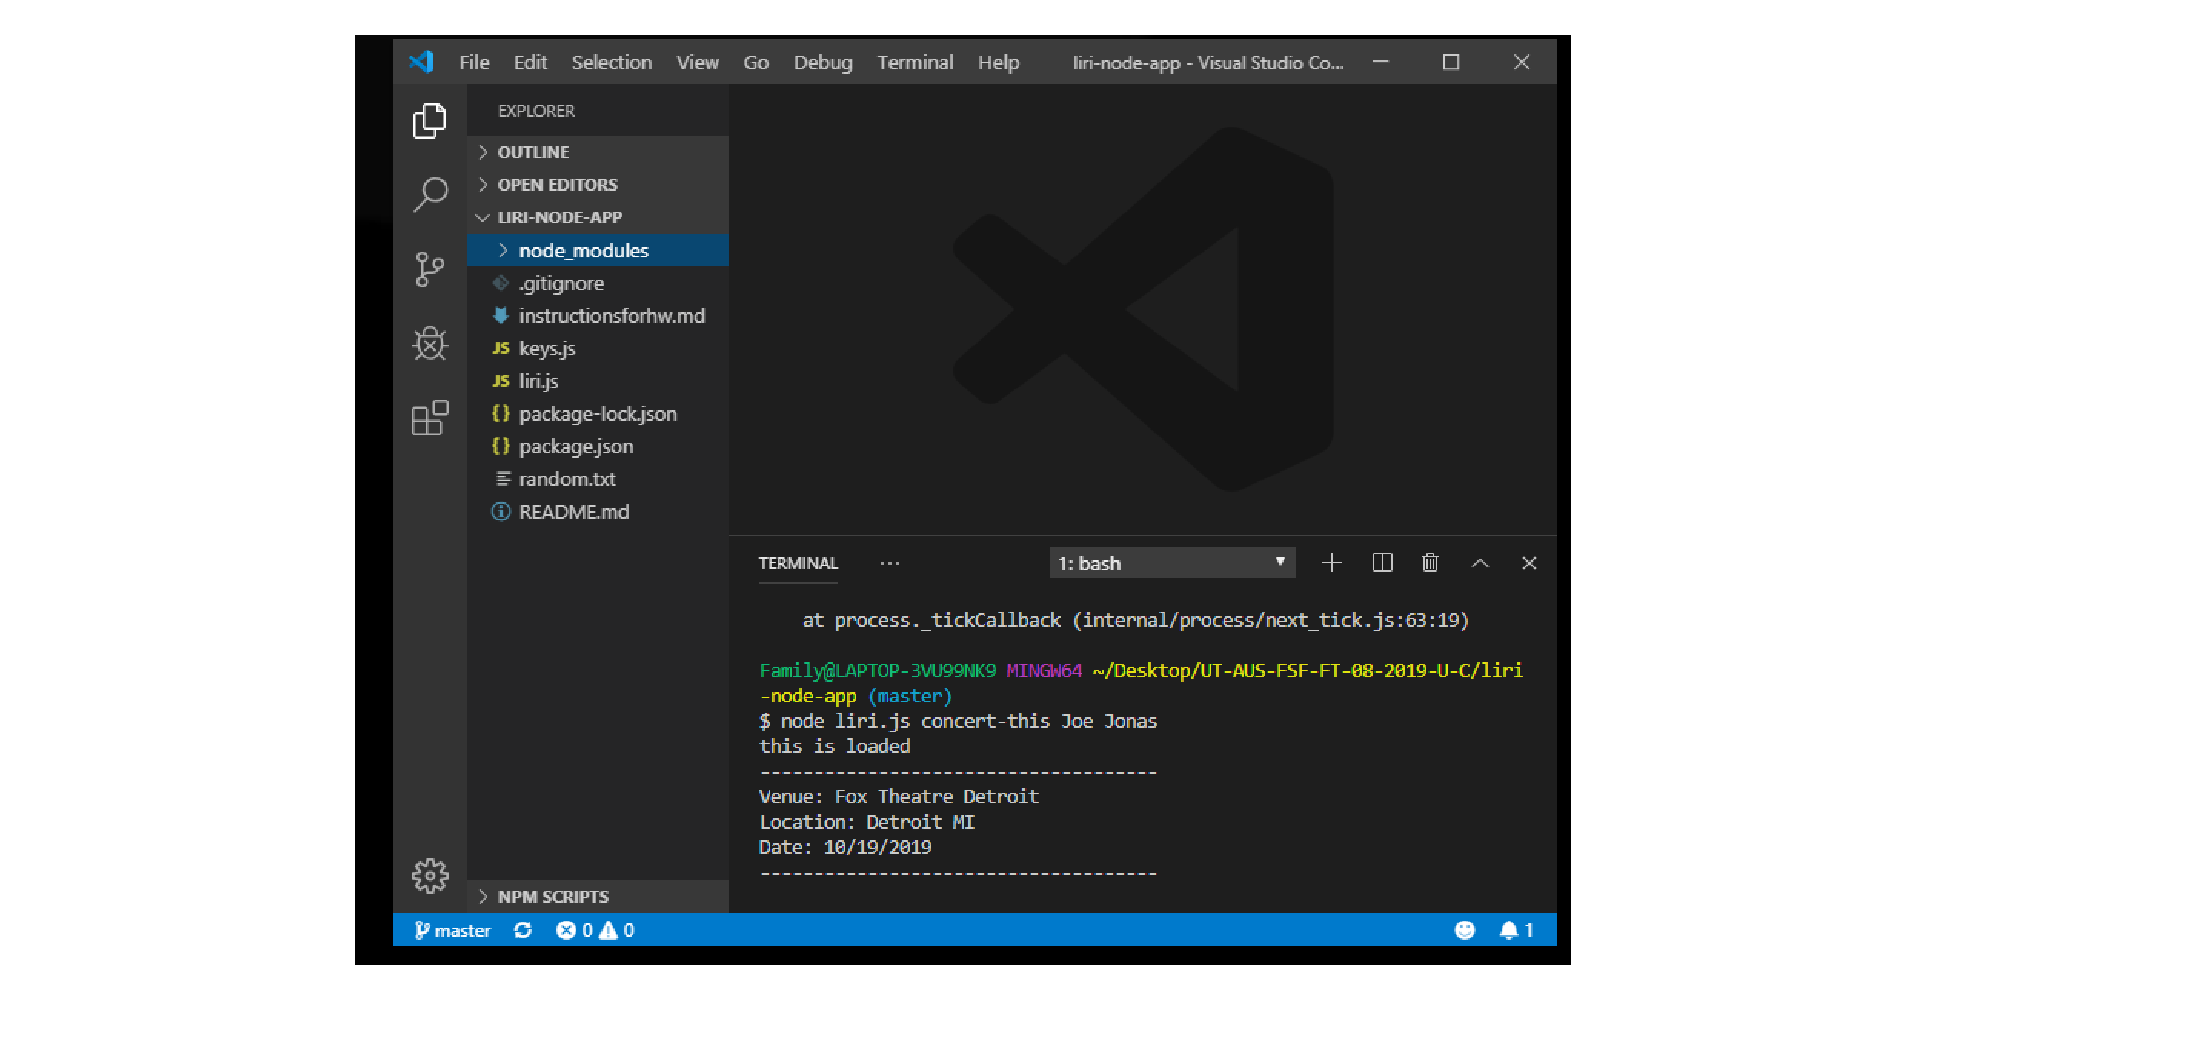 File Edit Selection View Go Debug Terminal Help liri-node-app - Visual Studio Co...
EXPLORER
OUTLINE
OPEN EDITORS
LIRI-NODE-APP
node_modules
.gitignore
instructionsforhw.md
JS keys.js
JS liri.js
{} package-lock.json
{} package.json
random.txt
README.md
NPM SCRIPTS
TERMINAL ... 1: bash
at process._tickCallback (internal/process/next_tick.js:63:19)
Family@LAPTOP-3VU99NK9 MINGW64 ~/Desktop/UT-AUS-FSF-FT-08-2019-U-C/liri
-node-app (master)
$ node liri.js concert-this Joe Jonas
this is loaded
-------------------------------------
Venue: Fox Theatre Detroit
Location: Detroit MI
Date: 10/19/2019
-------------------------------------
master 0 0 1